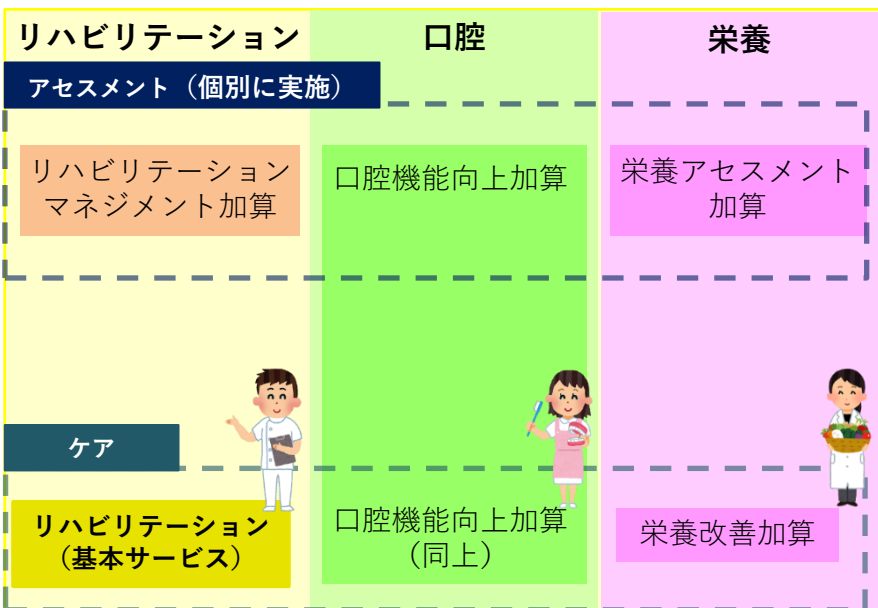 リハビリテーション
口腔
栄養
アセスメント（個別に実施）
リハビリテーション
マネジメント加算
口腔機能向上加算
栄養アセスメント
加算
ケア
リハビリテーション
（基本サービス）
口腔機能向上加算
（同上）
栄養改善加算